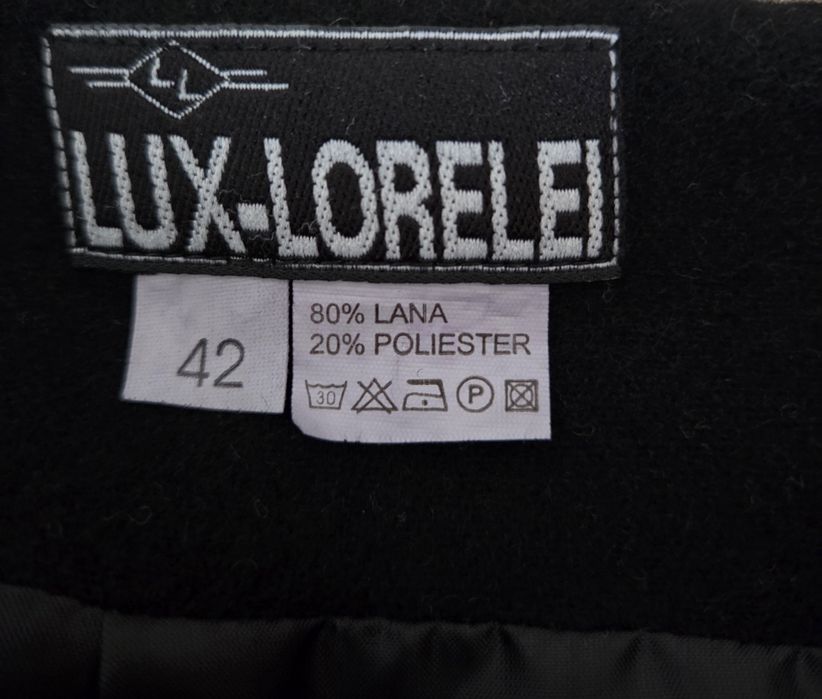 LL
LUX-LORELEI
42
80% LANA
20% POLIESTER
30 P